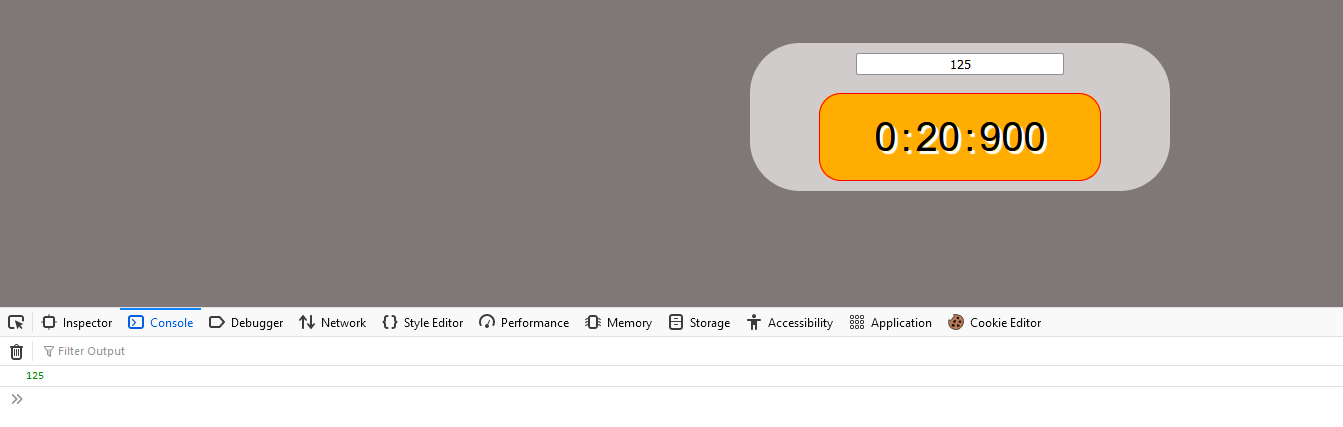 125
0:20:900
Inspector Console Debugger Network Style Editor Performance Memory Storage Accessibility Application Cookie Editor
Filter Output
125